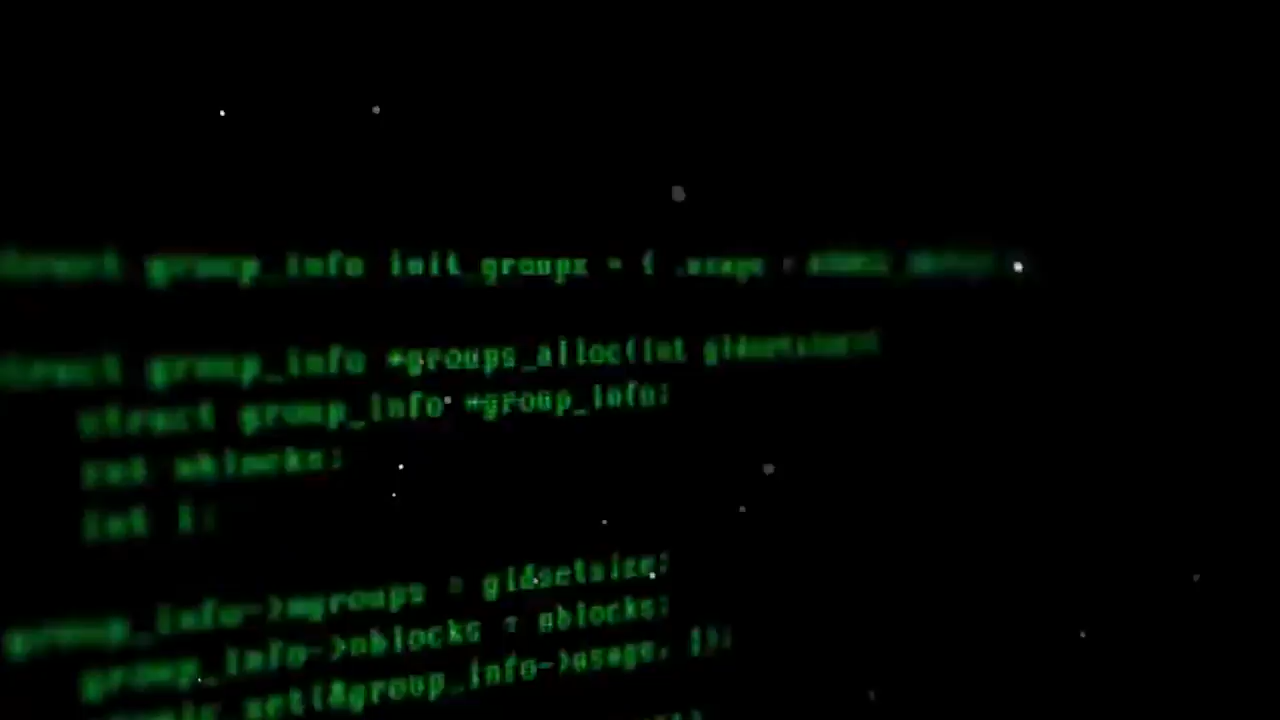 struct group_info init_groups = { .usage =
struct group_info *groups_alloc(int gidsetsize)
struct group_info *group_info;
int nblocks;
int i;
group_info->ngroups = gidsetsize;
group_info->nblocks = nblocks;
set(&group_info->usage, 1);